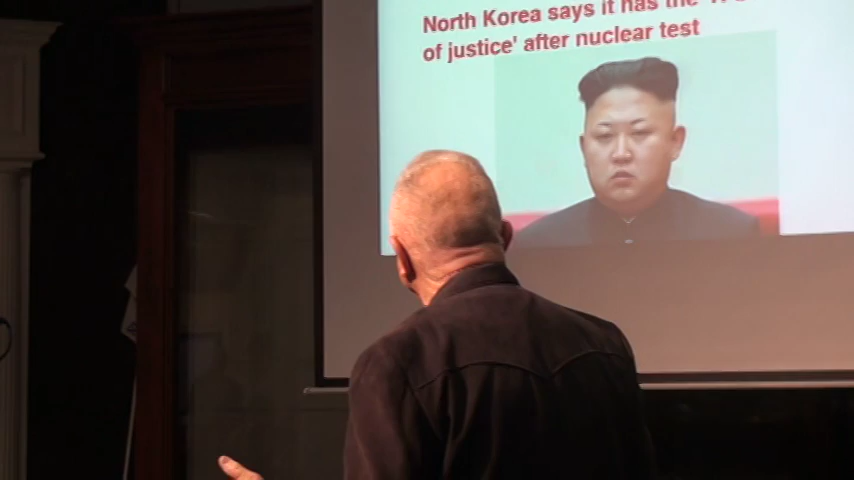 North Korea says it has the
of justice' after nuclear test